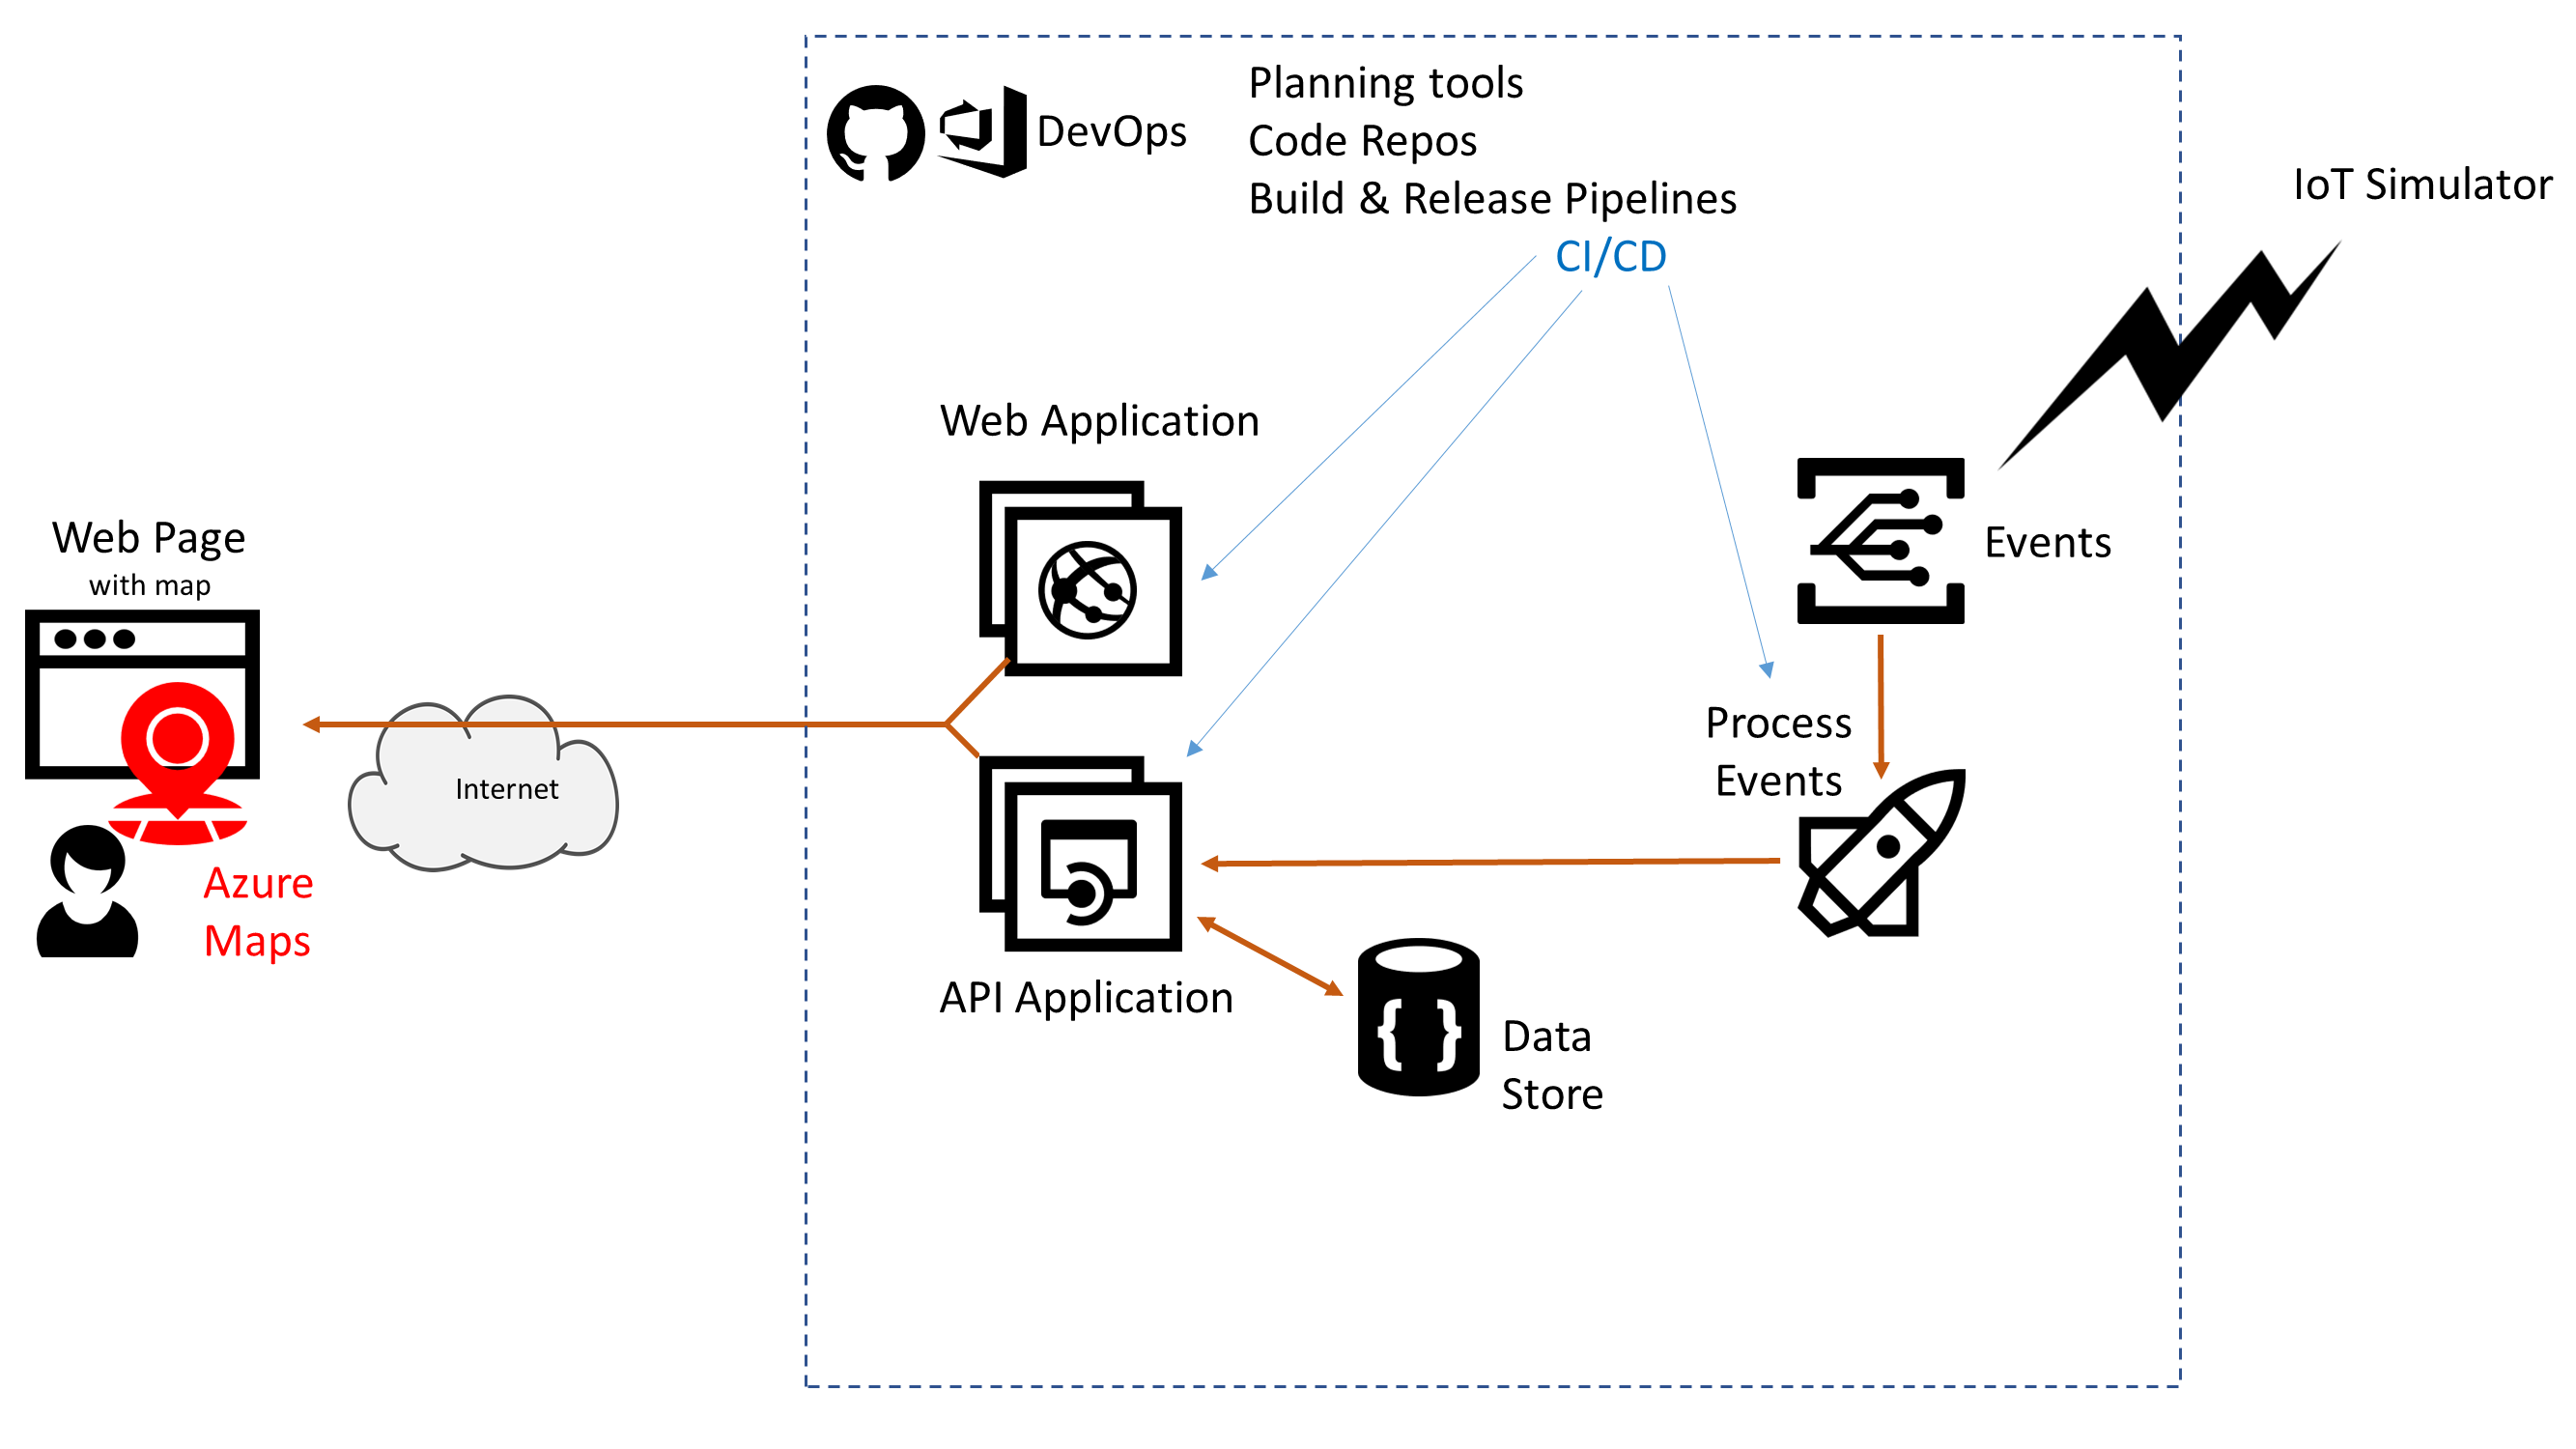 DevOps
Planning tools
Code Repos
Build & Release Pipelines
CI/CD
IoT Simulator
Web Application
Web Page
with map
Events
Process
Events
Internet
Azure
Maps
API Application
{ }
Data
Store